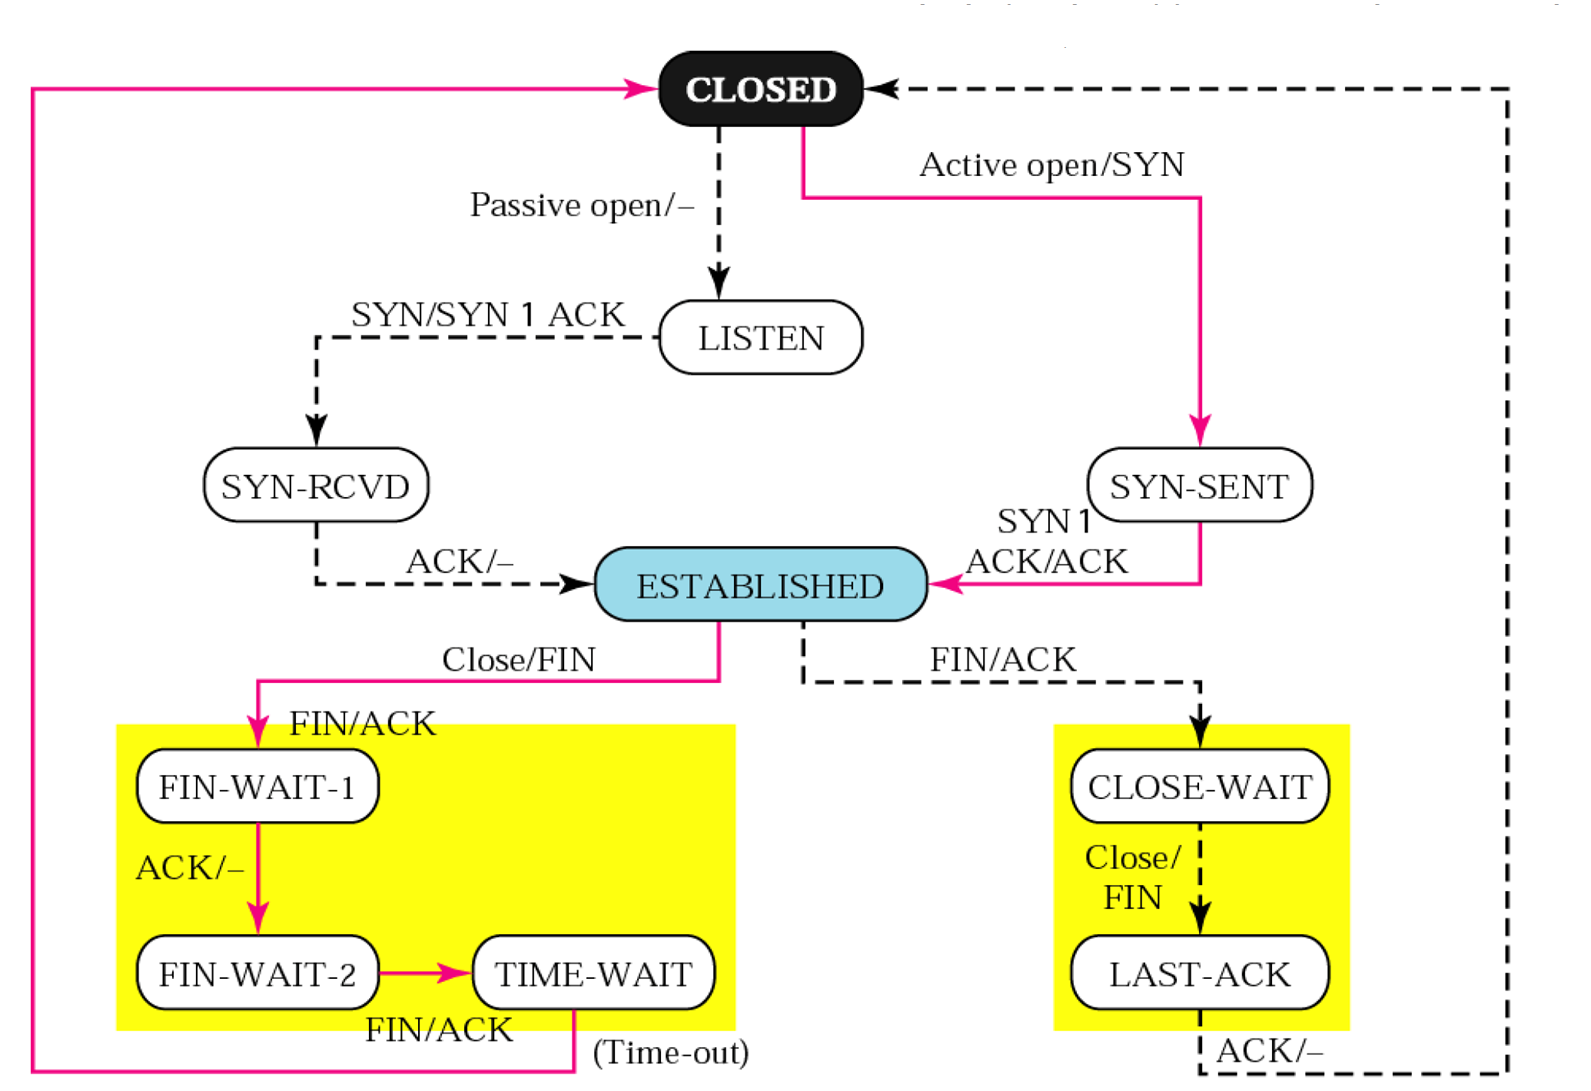 CLOSED
Active open/SYN
Passive open/–
SYN/SYN 1 ACK
LISTEN
SYN-RCVD
SYN-SENT
SYN 1
ACK/ACK
ACK/–
ESTABLISHED
Close/FIN
FIN/ACK
FIN/ACK
FIN-WAIT-1
CLOSE-WAIT
ACK/–
Close/
FIN
FIN-WAIT-2
TIME-WAIT
LAST-ACK
FIN/ACK
(Time-out)
ACK/–